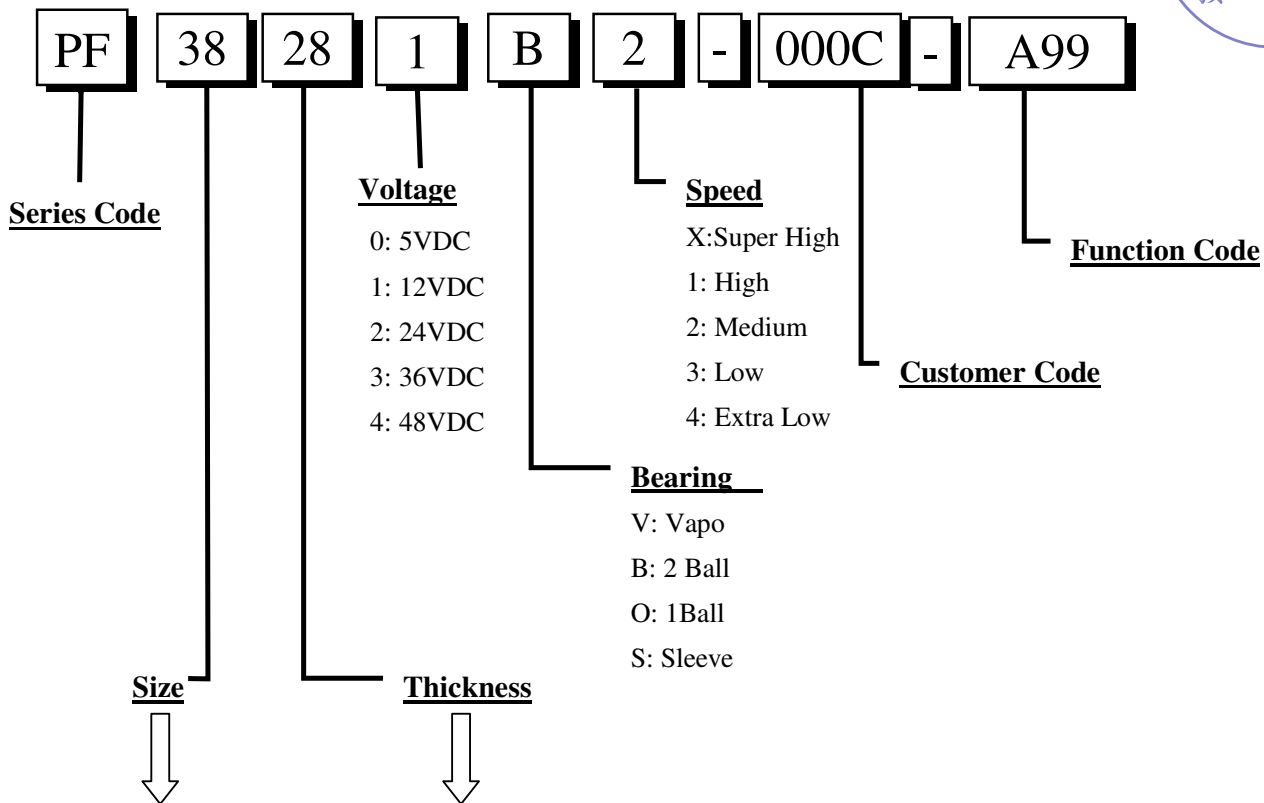 PF 38 28 1 B 2 - 000C - A99
Series Code
Voltage
0: 5VDC
1: 12VDC
2: 24VDC
3: 36VDC
4: 48VDC
Speed
X:Super High
1: High
2: Medium
3: Low
4: Extra Low
Function Code
Customer Code
Bearing
V: Vapo
B: 2 Ball
O: 1Ball
S: Sleeve
Size
Thickness